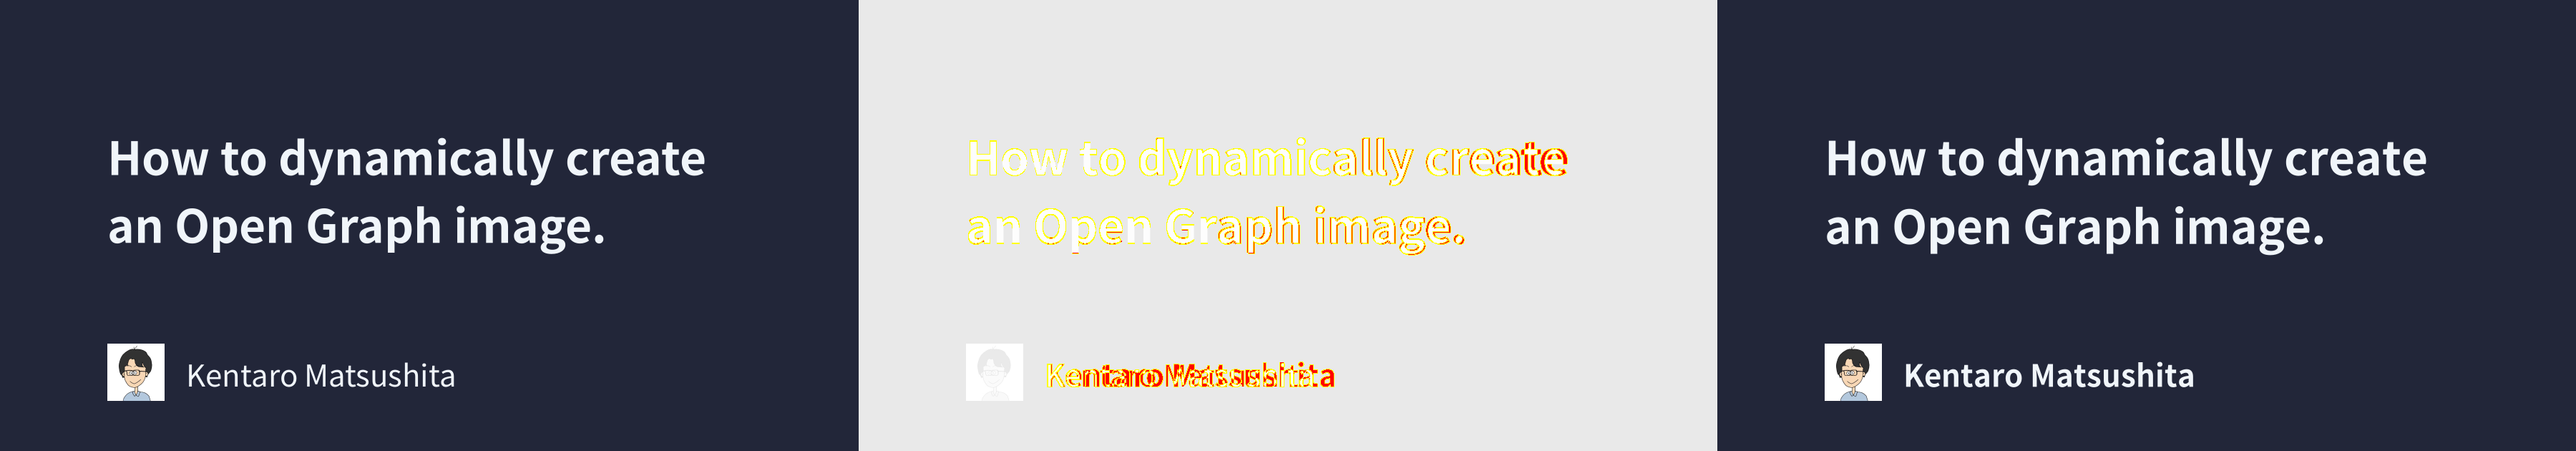 How to dynamically create
an Open Graph image.
Kentaro Matsushita
How to dynamically create
an Open Graph image.
Kentaro Matsushita
How to dynamically create
an Open Graph image.
Kentaro Matsushita